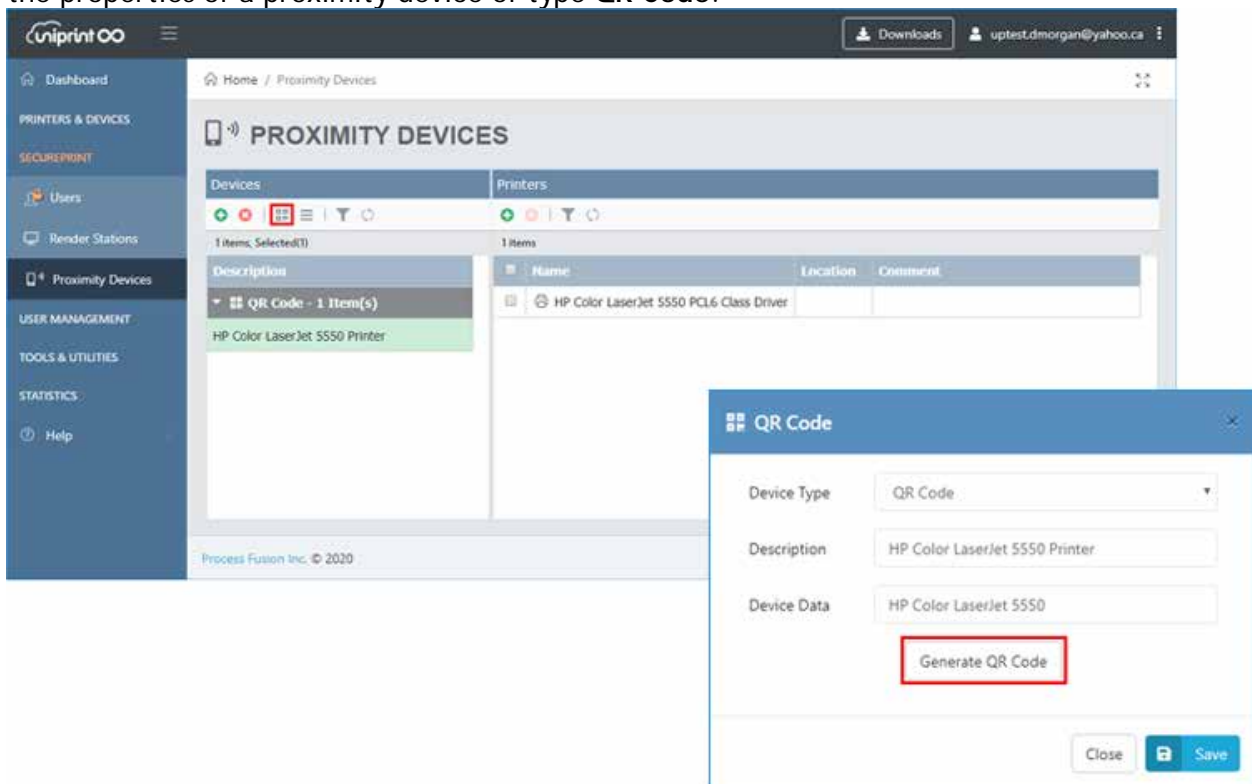 the properties of a proximity device of type QR Code:
uniprint
Downloads
uptest.dmorgan@yahoo.ca
Dashboard
Home / Proximity Devices
PRINTERS & DEVICES
PROXIMITY DEVICES
SECUREPRINT
Devices
Printers
Users
Render Stations
1 items, Selected(1)
1 items
Proximity Devices
Description
Name
Location
Comment
QR Code - 1 Item(s)
HP Color LaserJet 5550 PCL6 Class Driver
USER MANAGEMENT
HP Color LaserJet 5550 Printer
TOOLS & UTILITIES
STATISTICS
Help
QR Code
Device Type
QR Code
Description
HP Color LaserJet 5550 Printer
Process Fusion Inc. © 2020
Device Data
HP Color LaserJet 5550
Generate QR Code
Close
Save